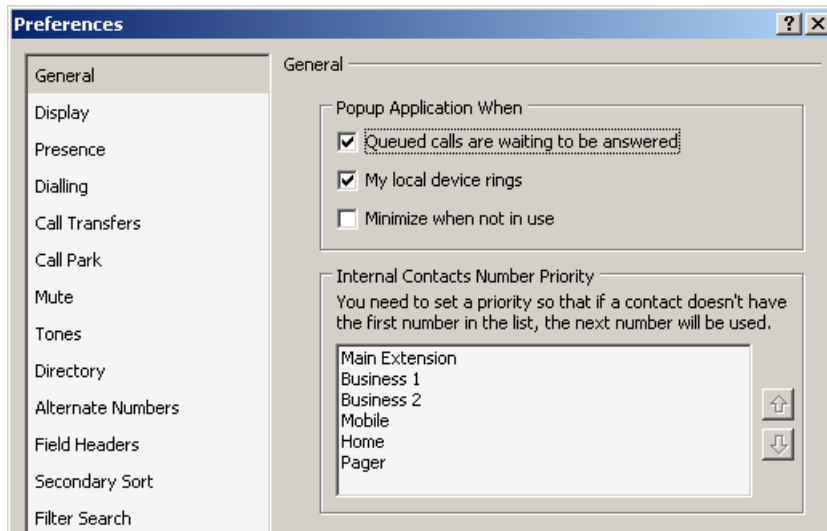 Preferences
General
Display
Presence
Dialling
Call Transfers
Call Park
Mute
Tones
Directory
Alternate Numbers
Field Headers
Secondary Sort
Filter Search
General
Popup Application When
Queued calls are waiting to be answered
My local device rings
Minimize when not in use
Internal Contacts Number Priority
You need to set a priority so that if a contact doesn't have
the first number in the list, the next number will be used.
Main Extension
Business 1
Business 2
Mobile
Home
Pager